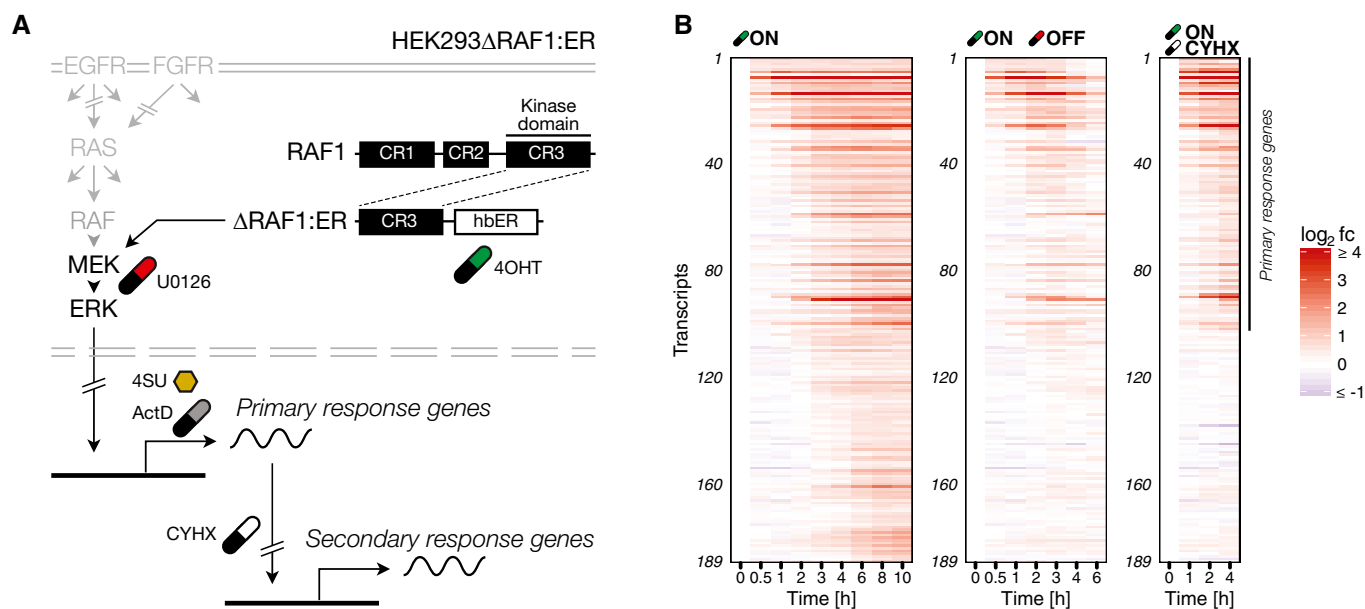 A
HEK293ΔRAF1:ER
EGFR FGFR
RAS
RAF
MEK
ERK
U0126
Kinase
domain
RAF1 CR1 CR2 CR3
ΔRAF1:ER CR3 hbER
4OHT
4SU
ActD
Primary response genes
CYHX
Secondary response genes
B
ON
ON OFF
ON
CYHX
Transcripts
1
40
80
120
160
189
0 0.5 1 2 3 4 6 8 10
Time [h]
1
40
80
120
160
189
0 0.5 1 2 3 4 6
Time [h]
1
40
80
120
160
189
0 1 2 4
Time [h]
Primary response genes
log₂ fc
≥ 4
3
2
1
0
≤ -1